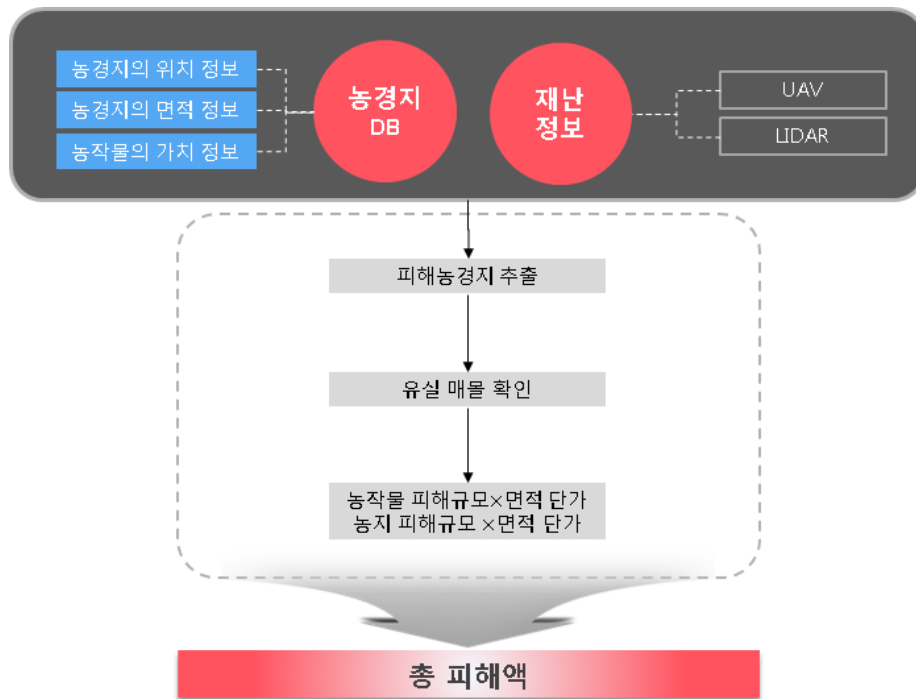 농경지의 위치 정보
농경지의 면적 정보
농작물의 가치 정보
농경지
DB
재난
정보
UAV
LIDAR
피해농경지 추출
유실 매몰 확인
농작물 피해규모×면적 단가
농지 피해규모 ×면적 단가
총 피해액